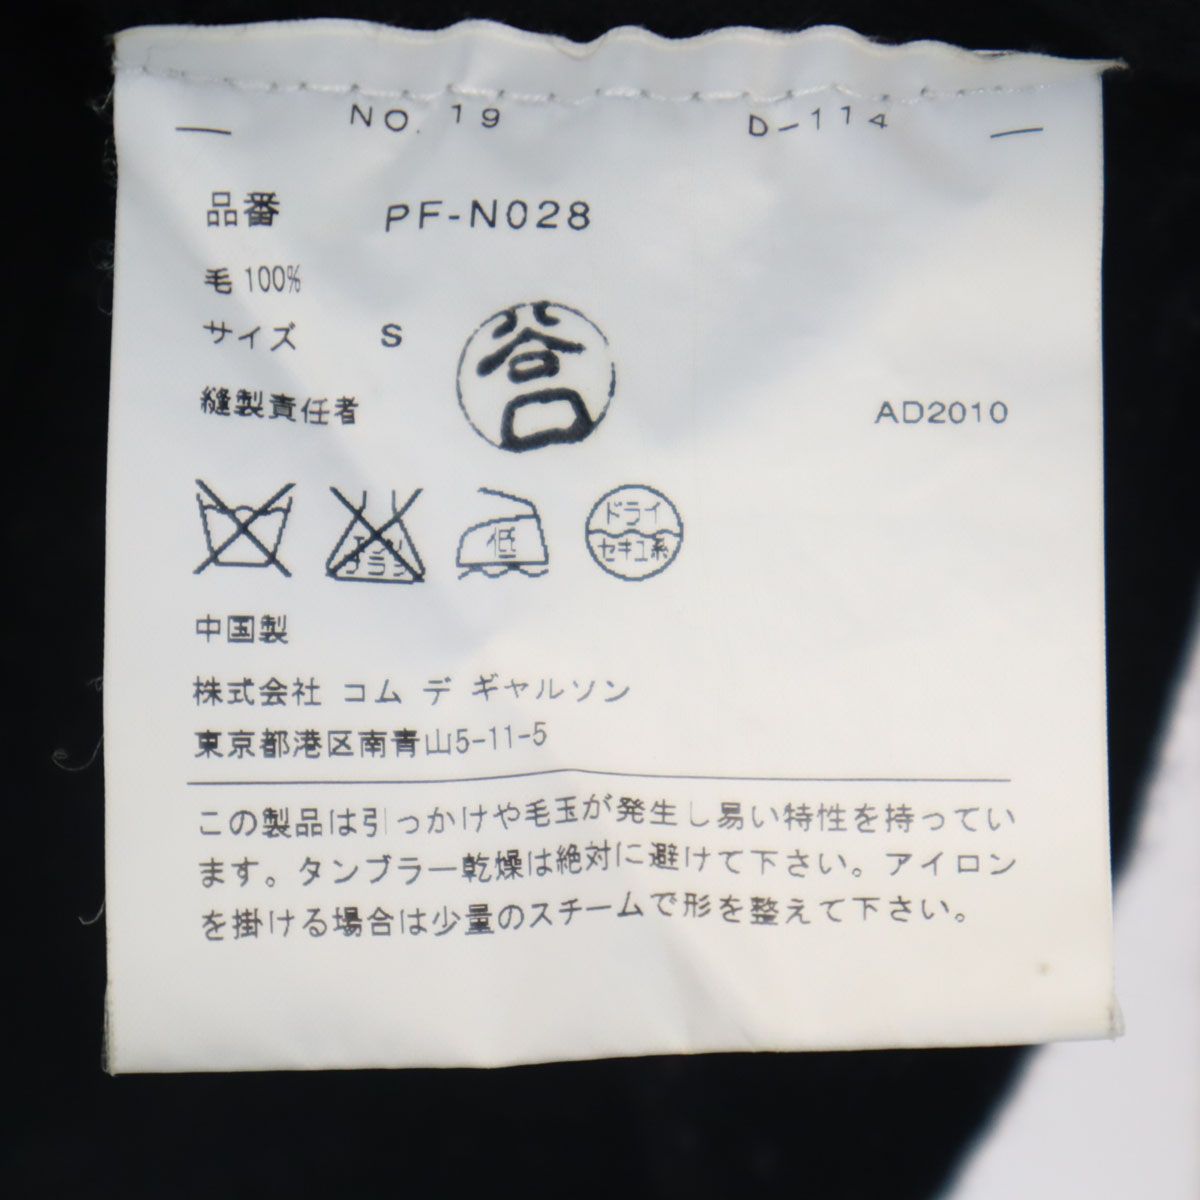 NO. 19 D-114
品番 PF-N028
毛 100%
サイズ S
縫製責任者 谷口 AD2010
エンソ フラシ 低 ドライ セキユ系
中国製
株式会社 コム デ ギャルソン
東京都港区南青山5-11-5
この製品は引っかけや毛玉が発生し易い特性を持ってい
ます。タンブラー乾燥は絶対に避けて下さい。アイロン
を掛ける場合は少量のスチームで形を整えて下さい。